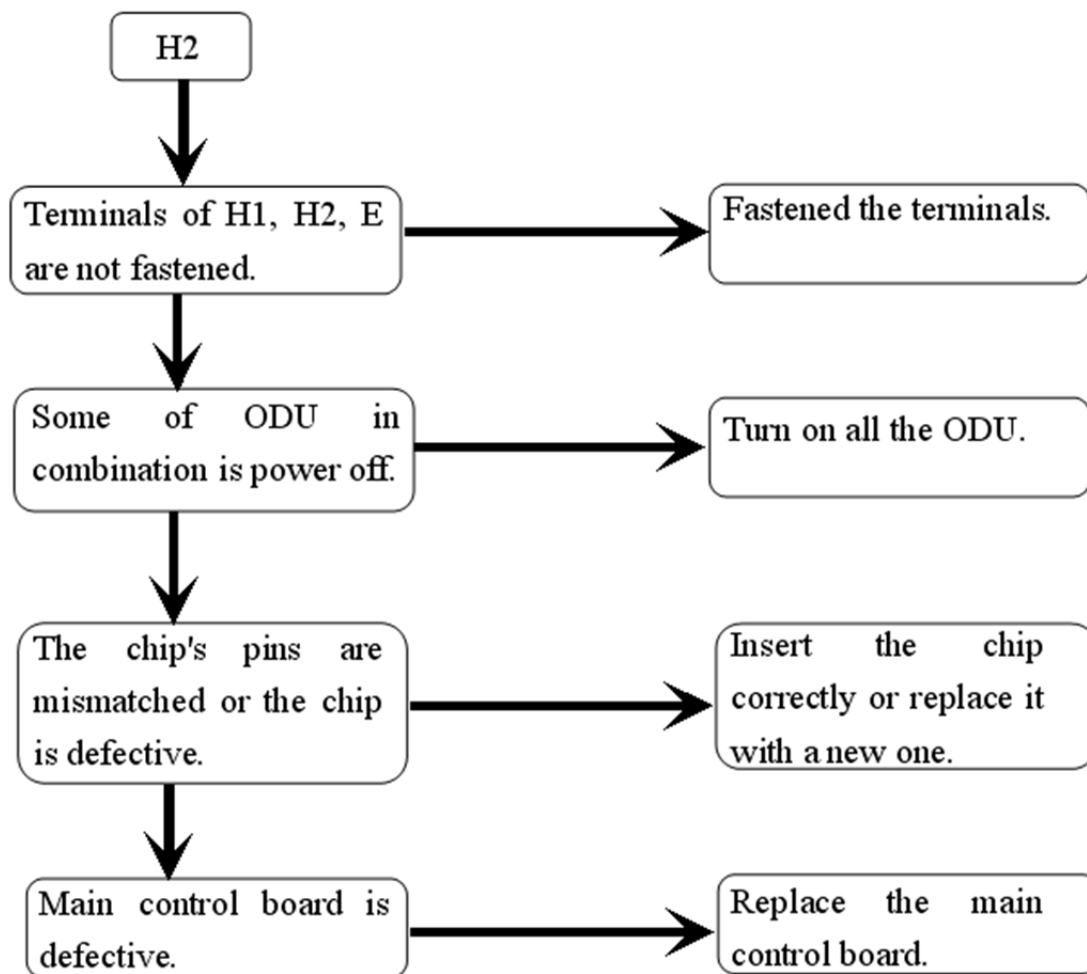 H2
Terminals of H1, H2, E
are not fastened.
Fastened the terminals.
Some of ODU in
combination is power off.
Turn on all the ODU.
The chip's pins are
mismatched or the chip
is defective.
Insert the chip
correctly or replace it
with a new one.
Main control board is
defective.
Replace the main
control board.